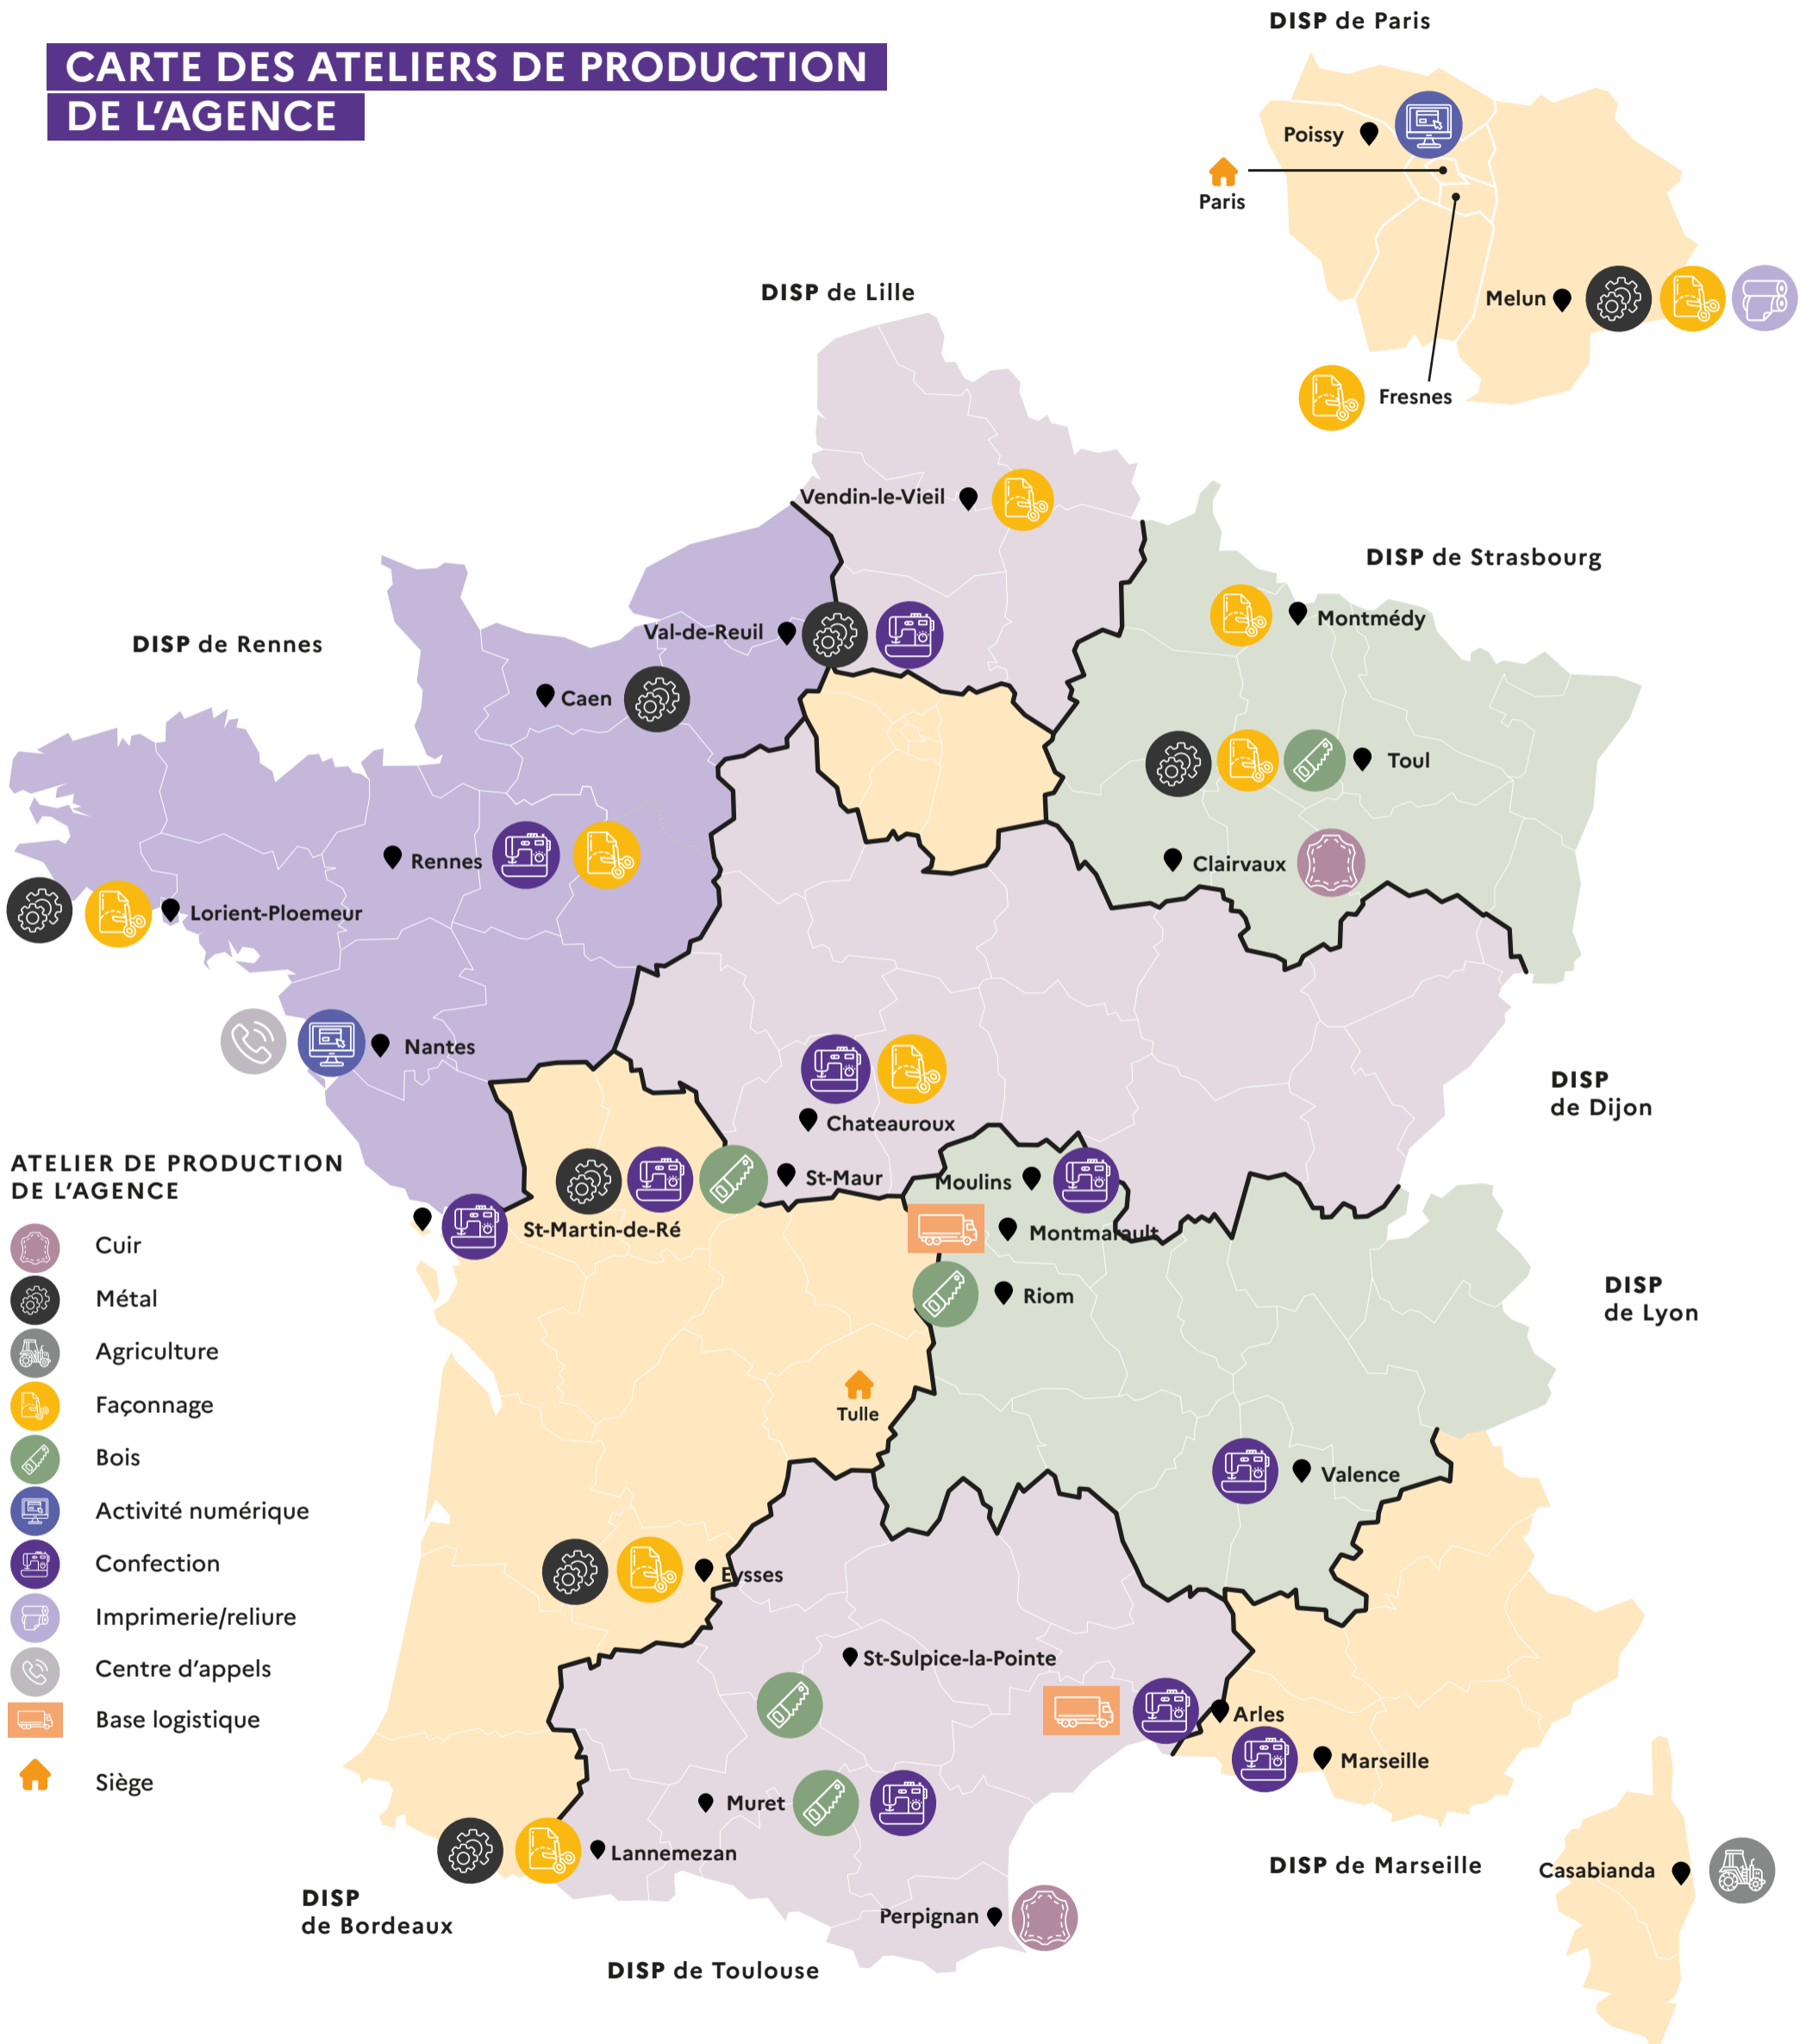 CARTE DES ATELIERS DE PRODUCTION
DE L'AGENCE
DISP de Paris
Poissy
Paris
Melun
Fresnes
DISP de Lille
Vendin-le-Vieil
DISP de Strasbourg
Montmédy
DISP de Rennes
Val-de-Reuil
Caen
Toul
Rennes
Clairvaux
Lorient-Ploemeur
Nantes
DISP
de Dijon
Chateauroux
St-Maur
Moulins
St-Martin-de-Ré
Montmarault
Riom
DISP
de Lyon
Tulle
Valence
Eysses
St-Sulpice-la-Pointe
Arles
Marseille
Muret
Lannemezan
DISP de Marseille
Casabianda
DISP
de Bordeaux
Perpignan
DISP de Toulouse
ATELIER DE PRODUCTION
DE L'AGENCE
Cuir
Métal
Agriculture
Façonnage
Bois
Activité numérique
Confection
Imprimerie/reliure
Centre d'appels
Base logistique
Siège